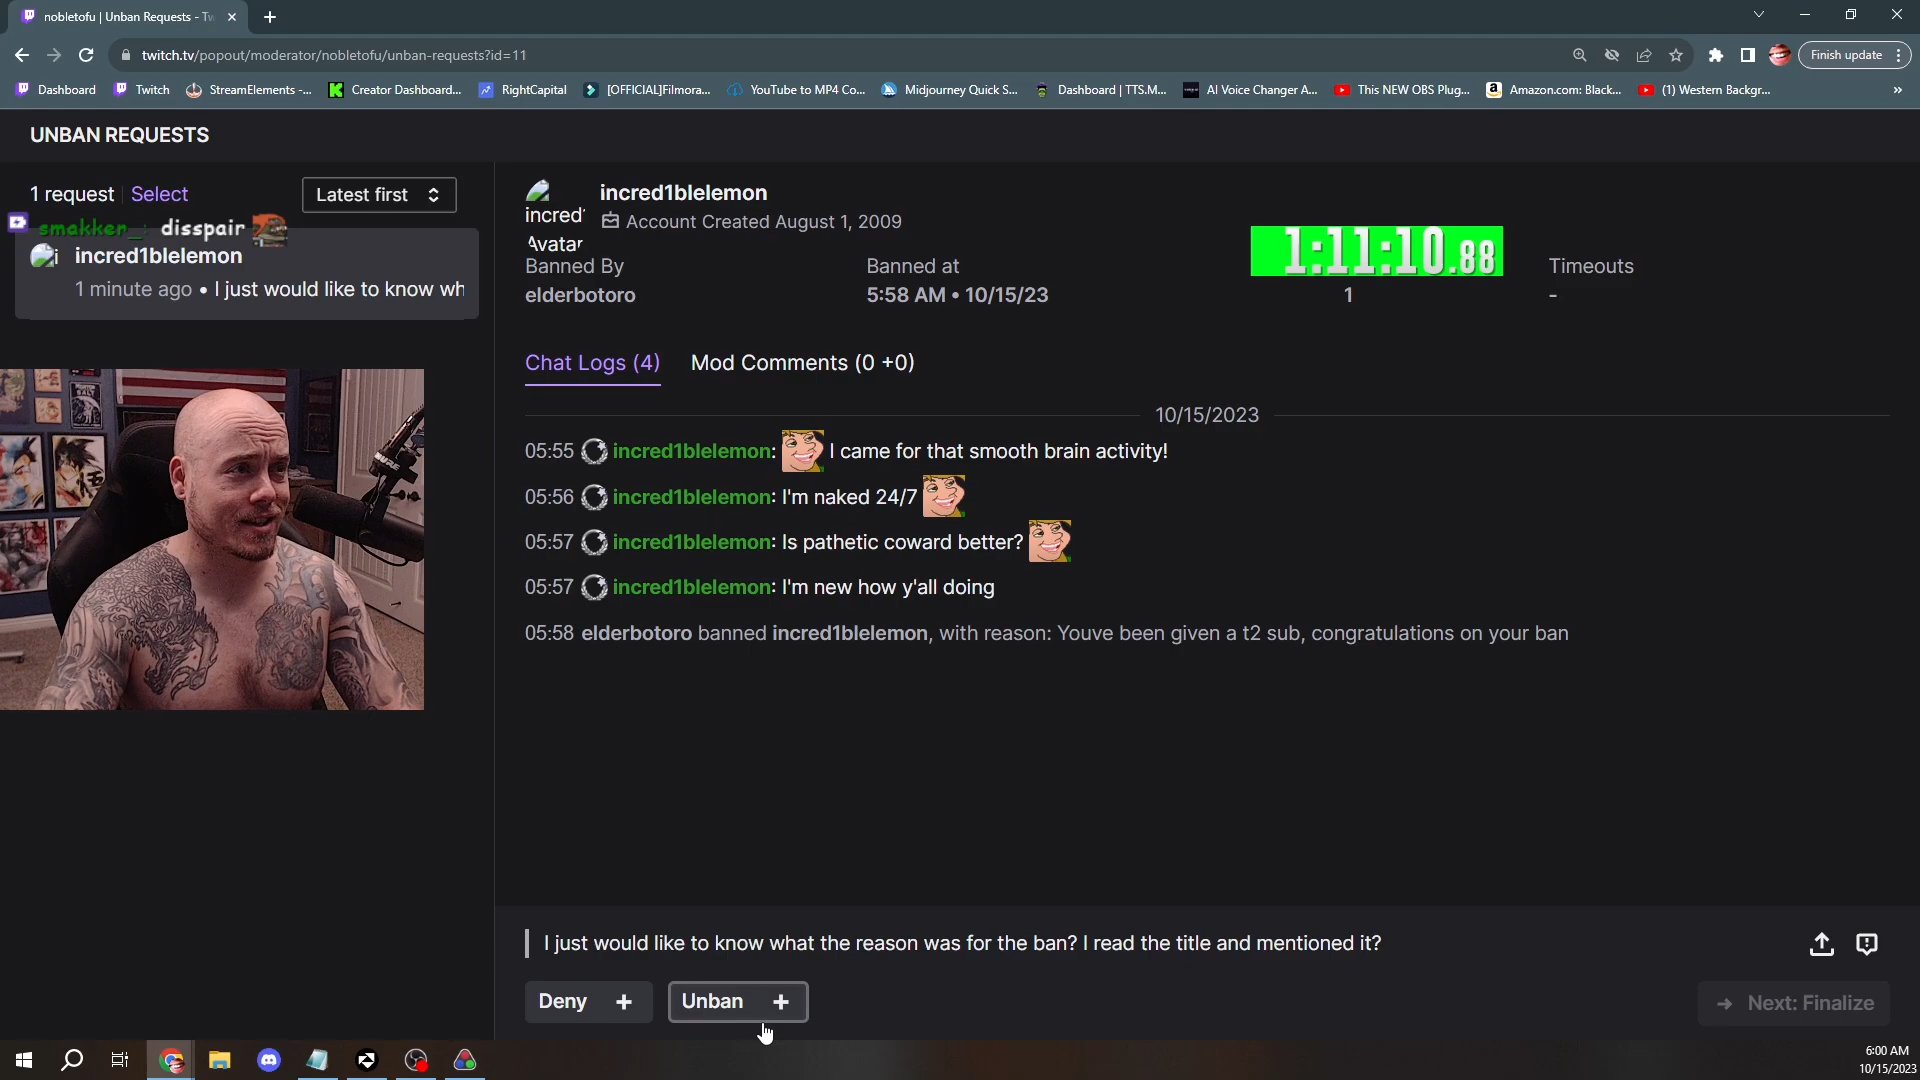 nobletofu | Unban Requests - Tw
twitch.tv/popout/moderator/nobletofu/unban-requests?id=11
Finish update
Dashboard
Twitch
StreamElements -...
Creator Dashboard...
RightCapital
[OFFICIAL]Filmora...
YouTube to MP4 Co...
Midjourney Quick S...
Dashboard | TTS.M...
AI Voice Changer A...
This NEW OBS Plug...
Amazon.com: Black...
(1) Western Backgr...
UNBAN REQUESTS
1 request Select
Latest first
smakker_: disspair
incred1blelemon
1 minute ago • I just would like to know wh
incred1blelemon
Account Created August 1, 2009
incred'
Avatar
Banned By
elderbotoro
Banned at
5:58 AM • 10/15/23
1:11:10.88
1
Timeouts
-
Chat Logs (4)
Mod Comments (0 +0)
10/15/2023
05:55 incred1blelemon: I came for that smooth brain activity!
05:56 incred1blelemon: I'm naked 24/7
05:57 incred1blelemon: Is pathetic coward better?
05:57 incred1blelemon: I'm new how y'all doing
05:58 elderbotoro banned incred1blelemon, with reason: Youve been given a t2 sub, congratulations on your ban
I just would like to know what the reason was for the ban? I read the title and mentioned it?
Deny +
Unban +
Next: Finalize
6:00 AM
10/15/2023